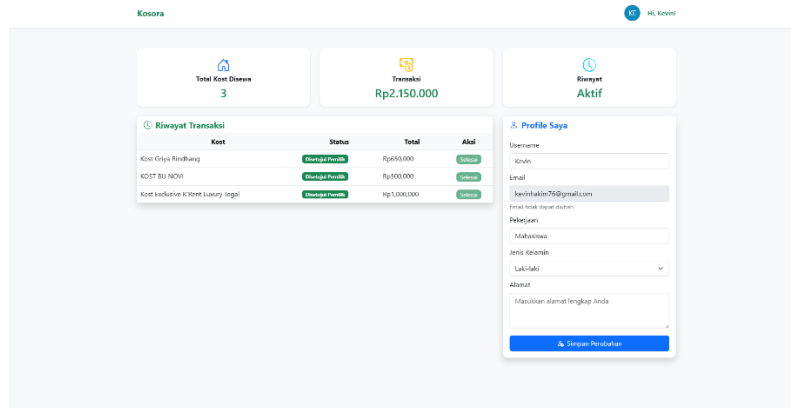 Kosora
KT Hi, Kevin!
Total Kost Disewa
3
Transaksi
Rp2.150.000
Riwayat
Aktif
Riwayat Transaksi
Kost Status Total Aksi
Kost Griya Rindhang Disetujui Pemilik Rp650,000 Selesai
KOST BU NOVI Disetujui Pemilik Rp500,000 Selesai
Kost Exclusive K'Rent Luxury Tegal Disetujui Pemilik Rp1,000,000 Selesai
Profile Saya
Username
Kevin
Email
kevinhakim76@gmail.com
Email tidak dapat diubah
Pekerjaan
Mahasiswa
Jenis Kelamin
Laki-laki
Alamat
Masukkan alamat lengkap Anda
Simpan Perubahan